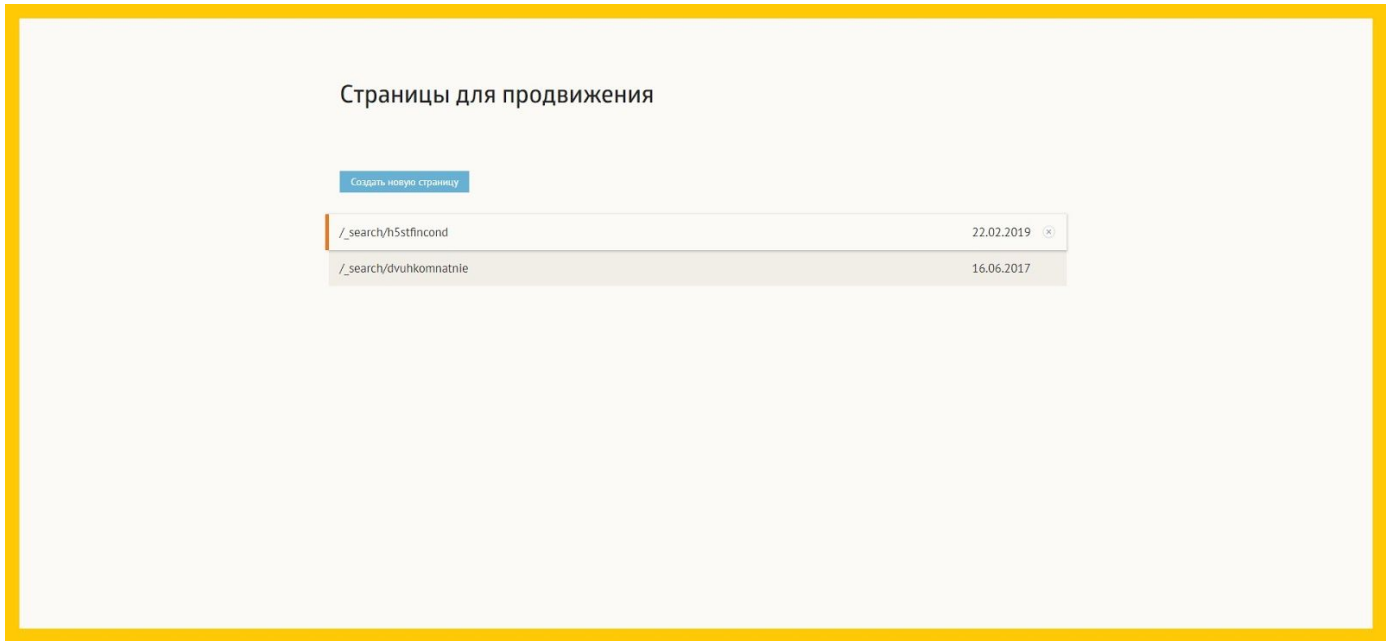 Страницы для продвижения
Создать новую страницу
/_search/h5stfincond 22.02.2019
/_search/dvuhkomnatnie 16.06.2017